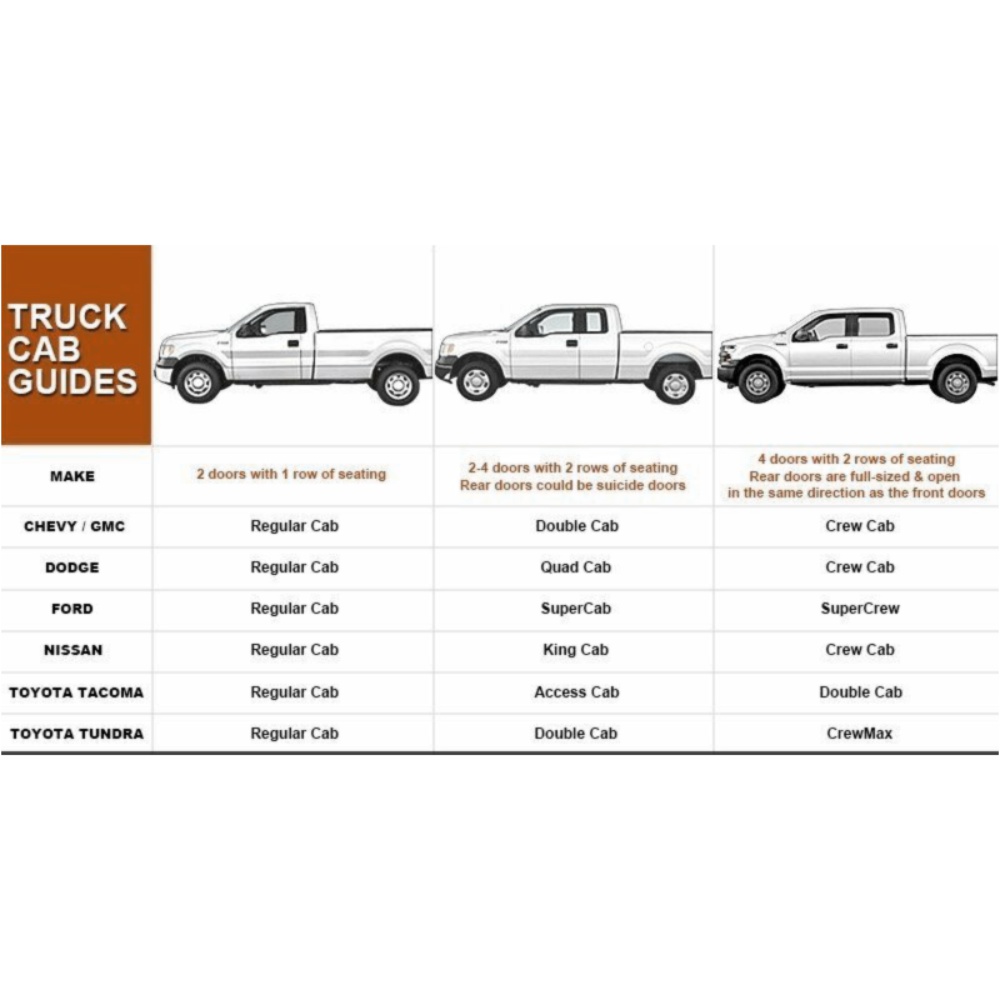 TRUCK
CAB
GUIDES
MAKE
2 doors with 1 row of seating
2-4 doors with 2 rows of seating
Rear doors could be suicide doors
4 doors with 2 rows of seating
Rear doors are full-sized & open
in the same direction as the front doors
CHEVY / GMC Regular Cab Double Cab Crew Cab
DODGE Regular Cab Quad Cab Crew Cab
FORD Regular Cab SuperCab SuperCrew
NISSAN Regular Cab King Cab Crew Cab
TOYOTA TACOMA Regular Cab Access Cab Double Cab
TOYOTA TUNDRA Regular Cab Double Cab CrewMax